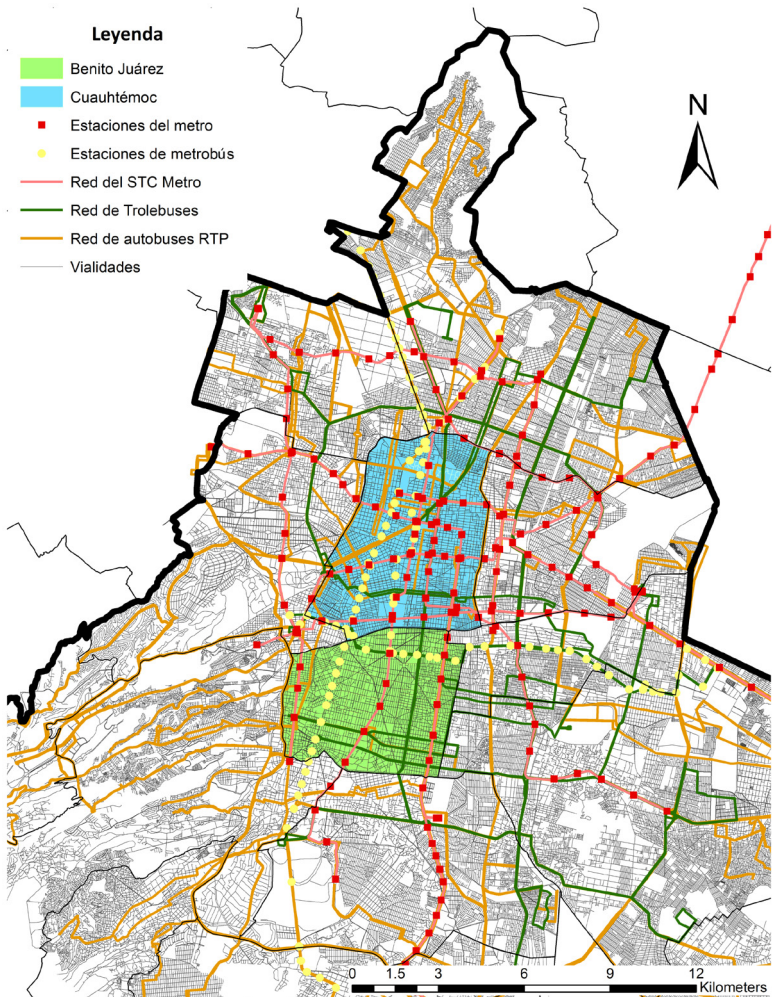 Leyenda
Benito Juárez
Cuauhtémoc
Estaciones del metro
Estaciones de metrobús
Red del STC Metro
Red de Trolebuses
Red de autobuses RTP
Vialidades
N
0 1.5 3 6 9 12
Kilometers